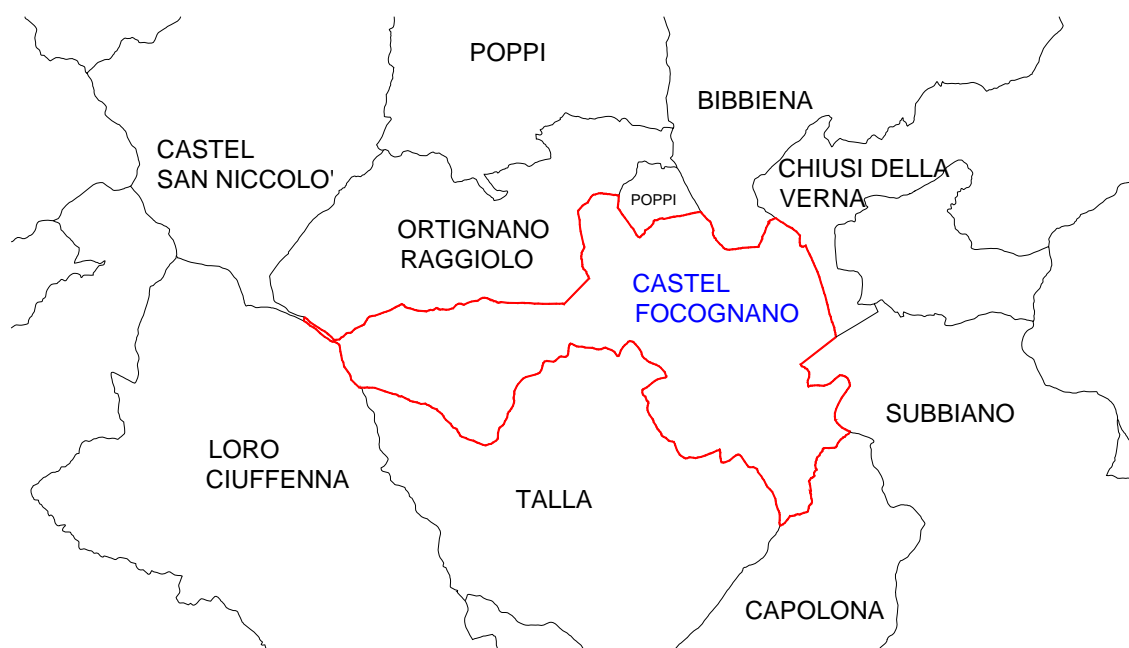 POPPI
BIBBIENA
CASTEL
SAN NICCOLO'
CHIUSI DELLA
VERNA
POPPI
ORTIGNANO
RAGGIOLO
CASTEL
FOCOGNANO
SUBBIANO
LORO
CIUFFENNA
TALLA
CAPOLONA